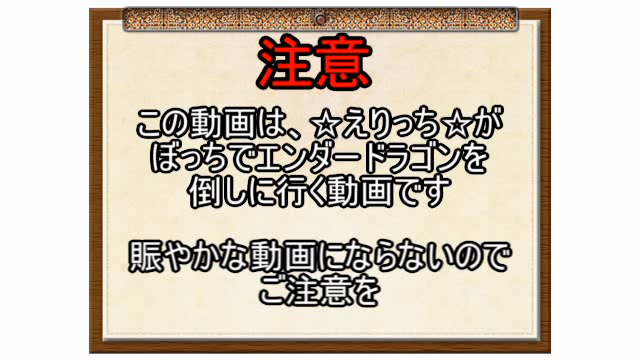 注意
この動画は、☆えりっち☆が
ぼっちでエンダードラゴンを
倒しに行く動画です
賑やかな動画にならないので
ご注意を